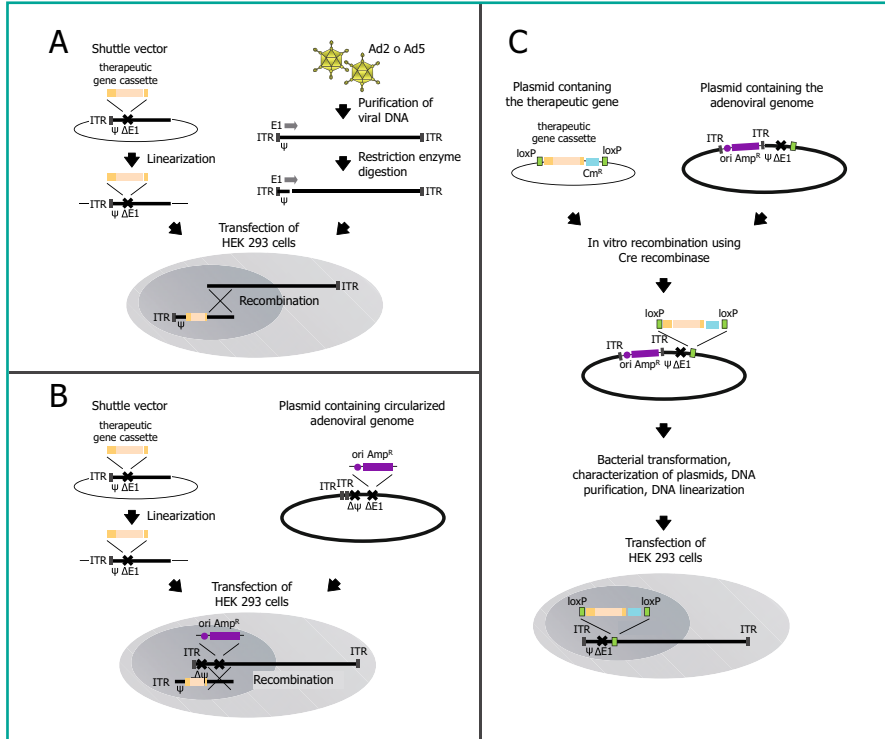 A
Shuttle vector
therapeutic
gene cassette
ITR
Ψ ΔE1
Linearization
ITR
Ψ ΔE1
Ad2 o Ad5
Purification of
viral DNA
E1
ITR
ITR
Ψ
Restriction enzyme
digestion
E1
ITR
ITR
Ψ
Transfection of
HEK 293 cells
ITR
Recombination
ITR
Ψ
B
Shuttle vector
therapeutic
gene cassette
ITR
Ψ ΔE1
Linearization
ITR
Ψ ΔE1
Plasmid containing circularized
adenoviral genome
ori Ampᴿ
ITR ITR
ΔΨ ΔE1
Transfection of
HEK 293 cells
ori Ampᴿ
ITR
ITR
ΔΨ
ITR
Ψ
Recombination
C
Plasmid contaning
the therapeutic gene
therapeutic
gene cassette
loxP
loxP
Cmᴿ
Plasmid containing the
adenoviral genome
ITR
ITR
ori Ampᴿ Ψ ΔE1
In vitro recombination using
Cre recombinase
loxP
loxP
ITR
ITR
ori Ampᴿ Ψ ΔE1
Bacterial transformation,
characterization of plasmids, DNA
purification, DNA linearization
Transfection of
HEK 293 cells
loxP
loxP
ITR
ITR
Ψ ΔE1